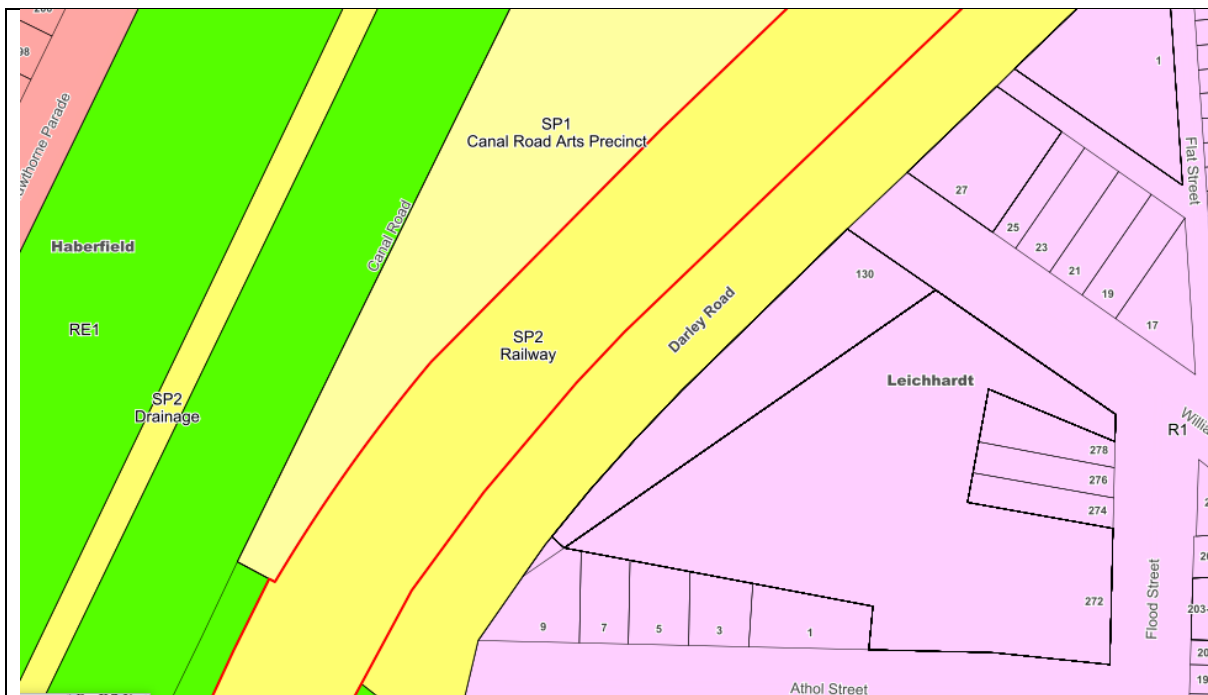 98
1
SP1
Canal Road Arts Precinct
Flat Street
27
25
23
21
19
17
Canal Road
Haberfield
130
RE1
SP2
Railway
Darley Road
Leichhardt
SP2
Drainage
R1
278
276
274
9
7
5
3
1
272
Flood Street
Athol Street